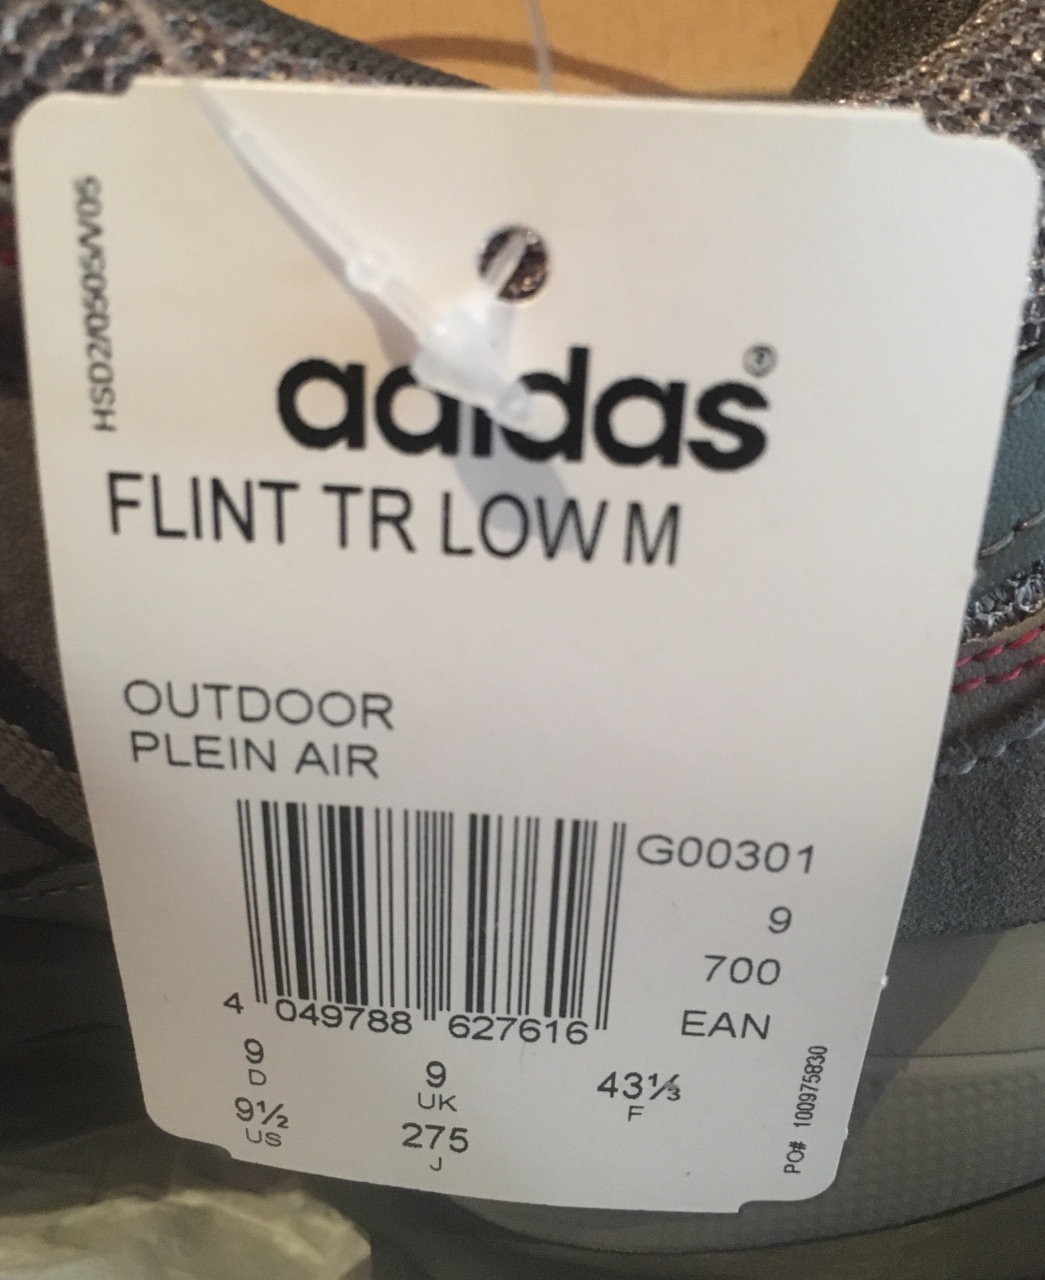 HSD2/0505/V05
adidas®
FLINT TR LOW M
OUTDOOR
PLEIN AIR
G00301
9
700
EAN
4 049788 627616
9
D
9
UK
43⅓
F
9½
US
275
J
PO# 100975830